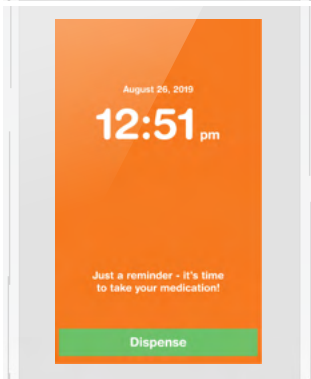 August 26, 2019
12:51 pm
Just a reminder - it's time
to take your medication!
Dispense